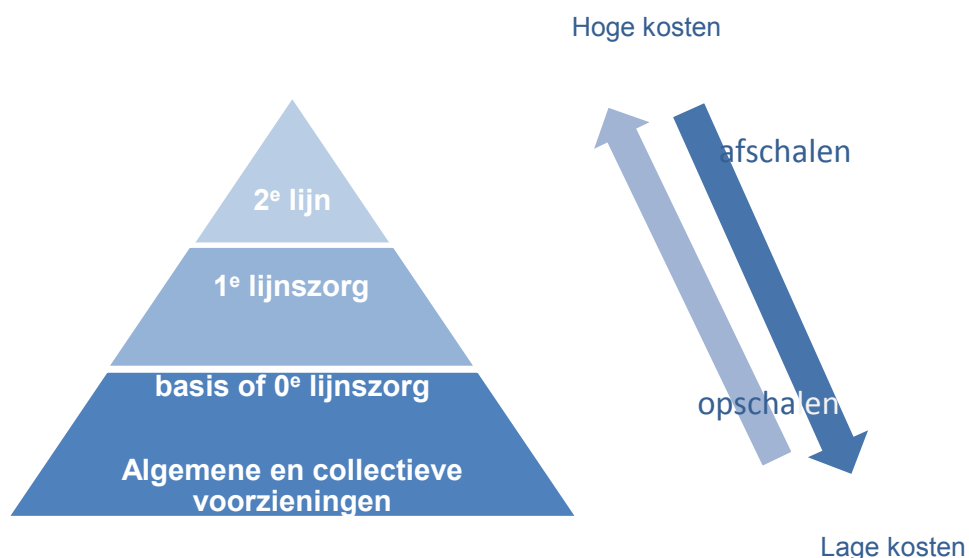 Hoge kosten
afschalen
2e lijn
1e lijnszorg
basis of 0e lijnszorg
opschalen
Algemene en collectieve
voorzieningen
Lage kosten